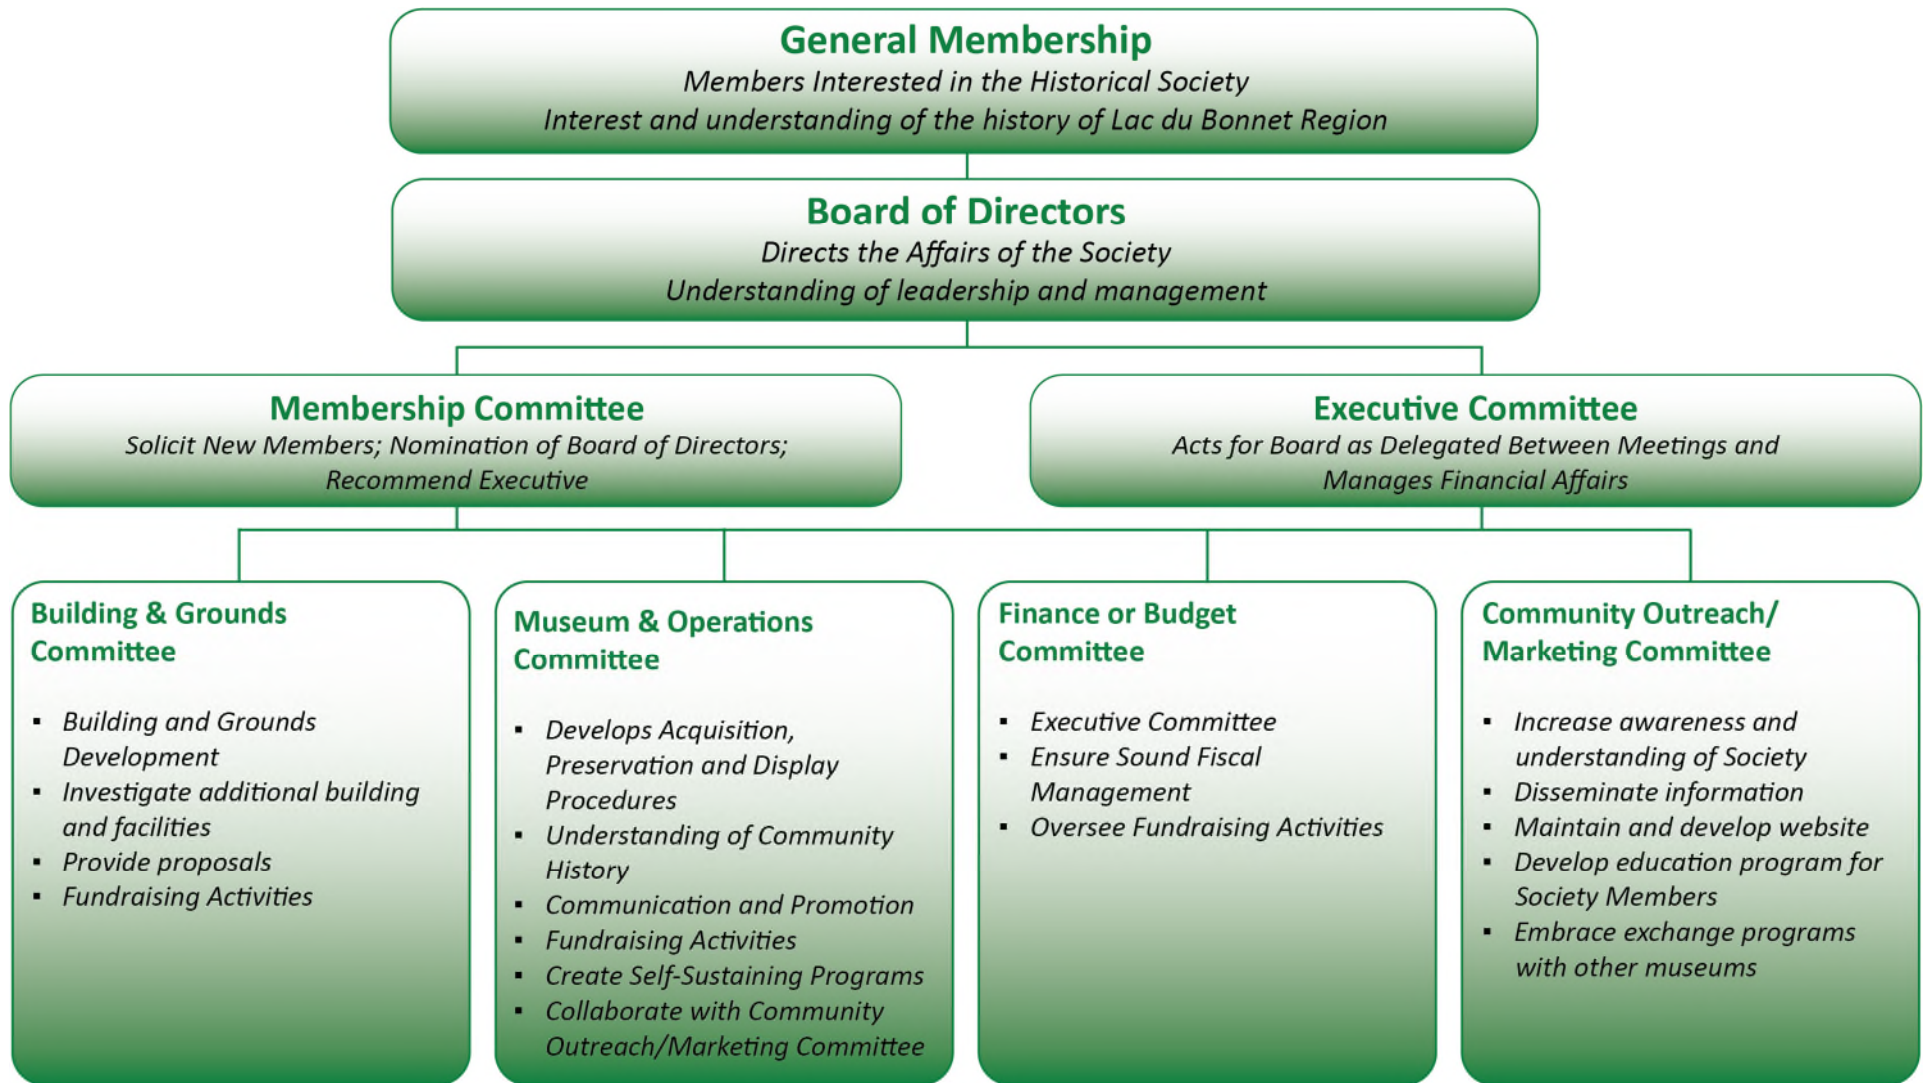 General Membership
Members Interested in the Historical Society
Interest and understanding of the history of Lac du Bonnet Region
Board of Directors
Directs the Affairs of the Society
Understanding of leadership and management
Membership Committee
Solicit New Members; Nomination of Board of Directors;
Recommend Executive
Executive Committee
Acts for Board as Delegated Between Meetings and
Manages Financial Affairs
Building & Grounds
Committee
▪ Building and Grounds
Development
▪ Investigate additional building
and facilities
▪ Provide proposals
▪ Fundraising Activities
Museum & Operations
Committee
▪ Develops Acquisition,
Preservation and Display
Procedures
▪ Understanding of Community
History
▪ Communication and Promotion
▪ Fundraising Activities
▪ Create Self-Sustaining Programs
▪ Collaborate with Community
Outreach/Marketing Committee
Finance or Budget
Committee
▪ Executive Committee
▪ Ensure Sound Fiscal
Management
▪ Oversee Fundraising Activities
Community Outreach/
Marketing Committee
▪ Increase awareness and
understanding of Society
▪ Disseminate information
▪ Maintain and develop website
▪ Develop education program for
Society Members
▪ Embrace exchange programs
with other museums